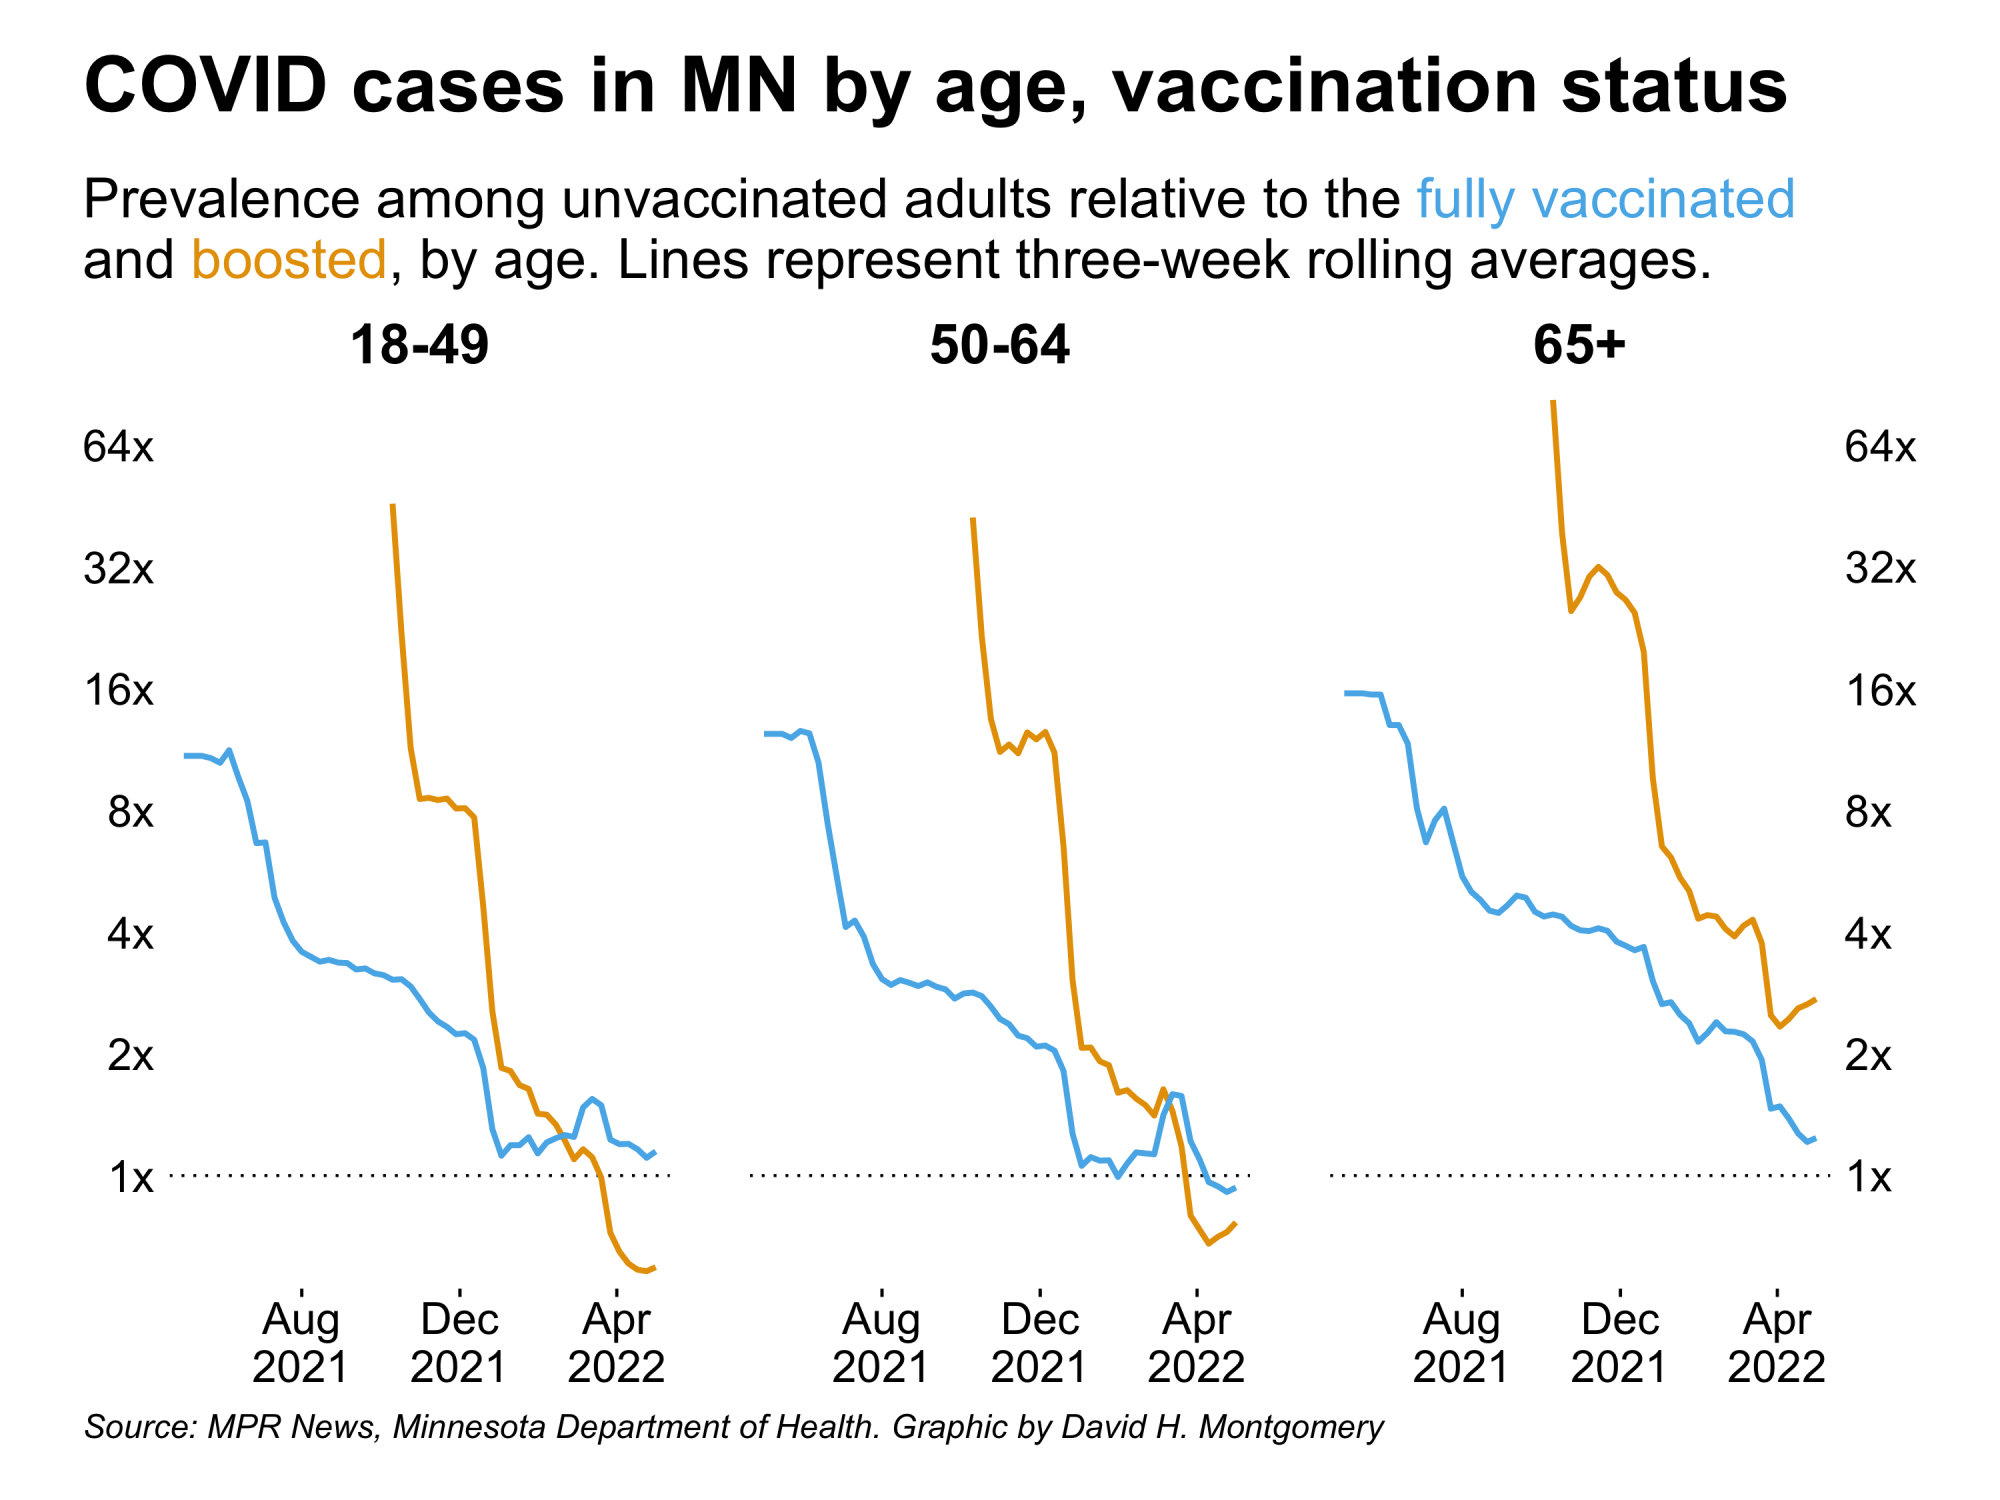 COVID cases in MN by age, vaccination status
Prevalence among unvaccinated adults relative to the fully vaccinated
and boosted, by age. Lines represent three-week rolling averages.
18-49 50-64 65+
64x 64x
32x 32x
16x 16x
8x 8x
4x 4x
2x 2x
1x 1x
Aug Dec Apr Aug Dec Apr Aug Dec Apr
2021 2021 2022 2021 2021 2022 2021 2021 2022
Source: MPR News, Minnesota Department of Health. Graphic by David H. Montgomery